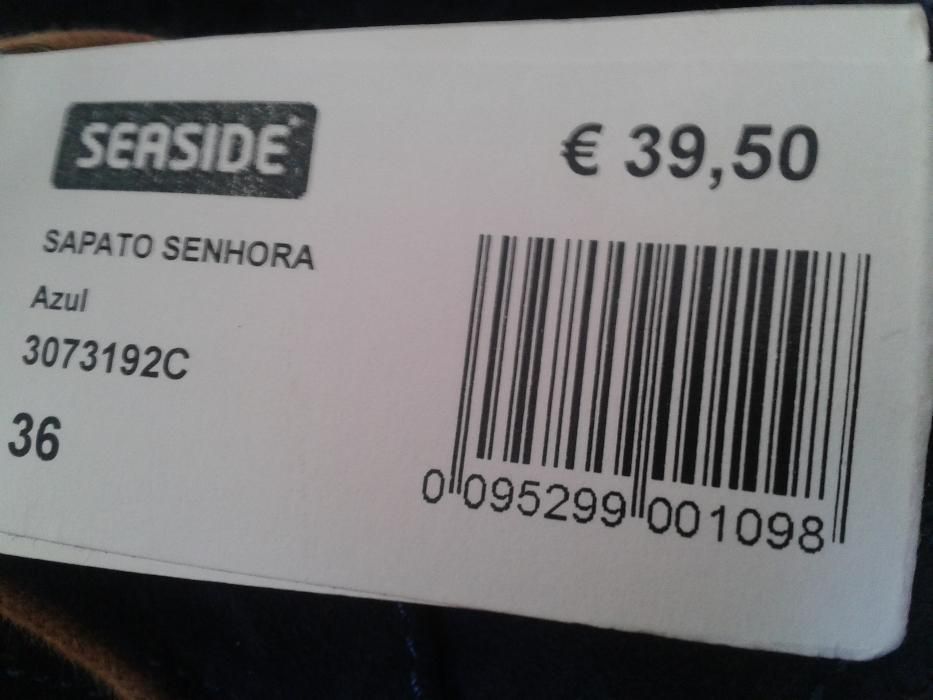 SEASIDE
€ 39,50
SAPATO SENHORA
Azul
3073192C
36
0 095299 001098